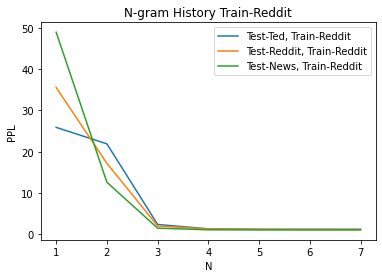 N-gram History Train-Reddit
Test-Ted, Train-Reddit
Test-Reddit, Train-Reddit
Test-News, Train-Reddit
PPL
50
40
30
20
10
0
1 2 3 4 5 6 7
N